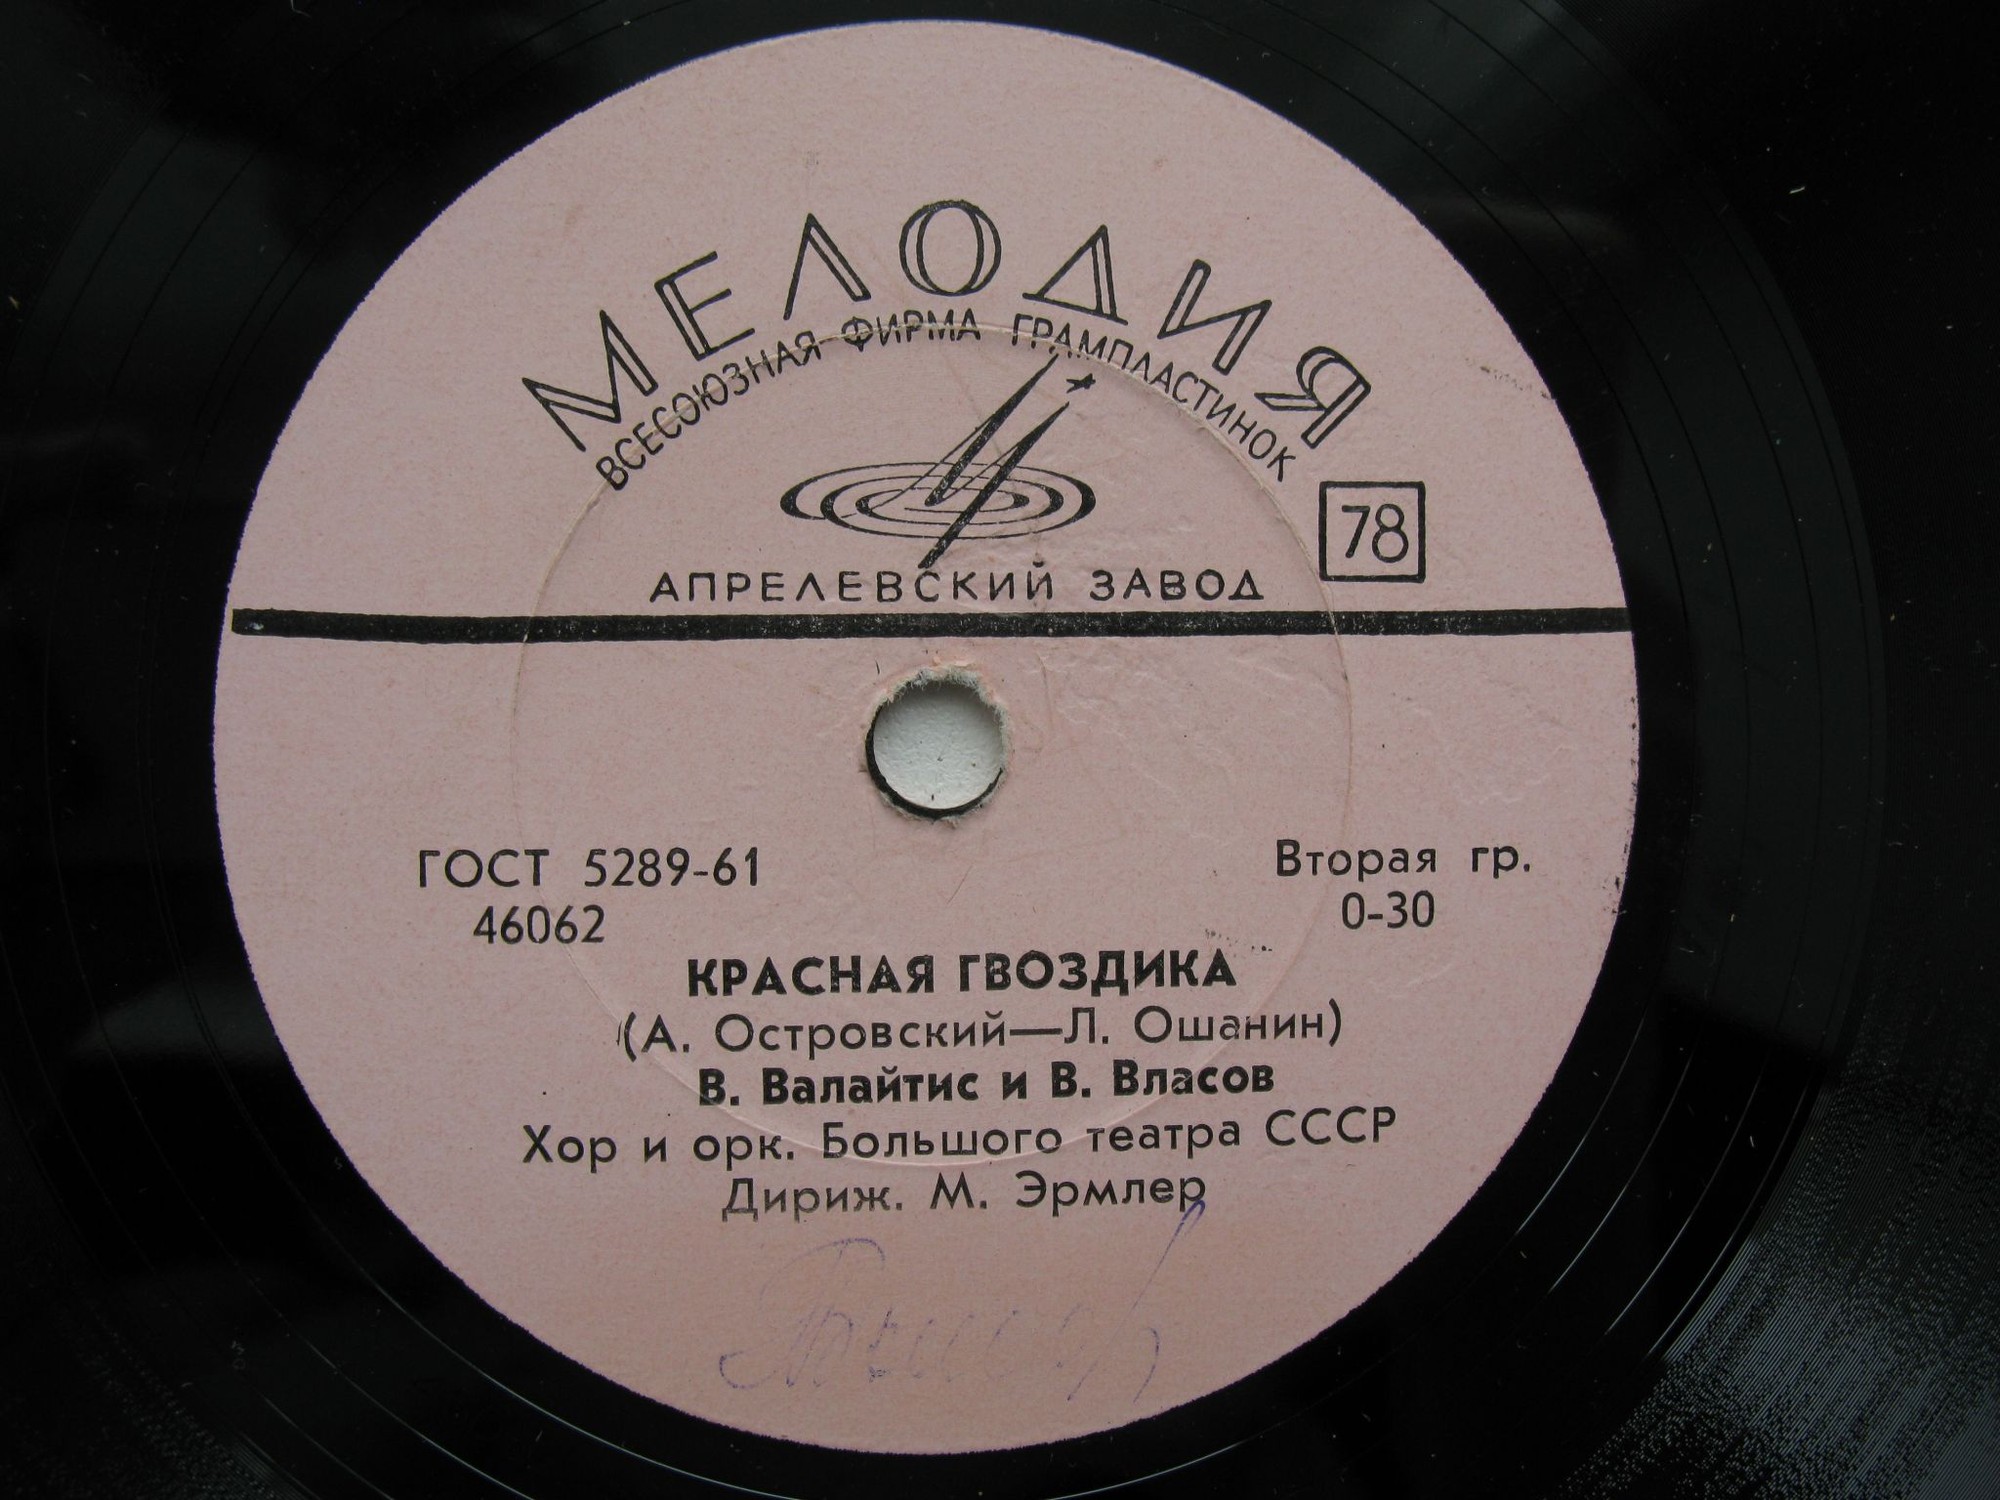 МЕЛОДИЯ
ВСЕСОЮЗНАЯ ФИРМА ГРАМПЛАСТИНОК
78
АПРЕЛЕВСКИЙ ЗАВОД
ГОСТ 5289-61
Вторая гр.
46062
0-30
КРАСНАЯ ГВОЗДИКА
(А. Островский—Л. Ошанин)
В. Валайтис и В. Власов
Хор и орк. Большого театра СССР
Дириж. М. Эрмлер